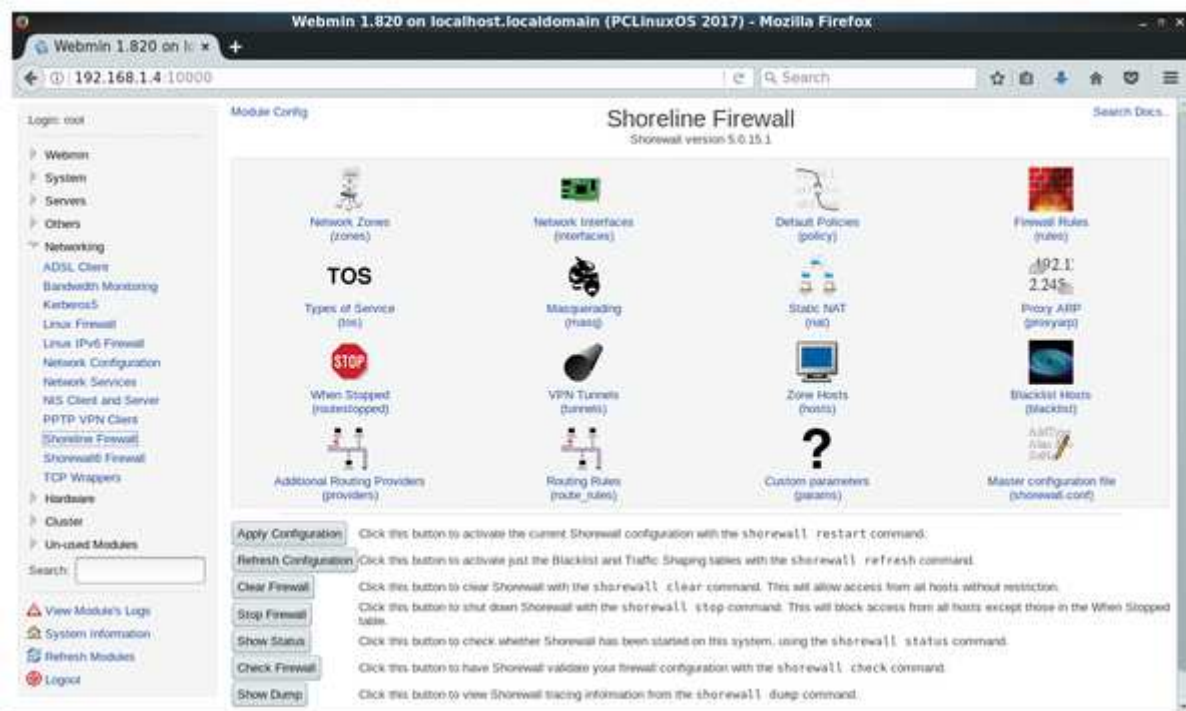 Webmin 1.820 on localhost.localdomain (PCLinuxOS 2017) - Mozilla Firefox
Webmin 1.820 on lo
192.168.1.4:10000
Search
Login: root
Webmin
System
Servers
Others
Networking
ADSL Client
Bandwidth Monitoring
Kerberos5
Linux Firewall
Linux IPv6 Firewall
Network Configuration
Network Services
NIS Client and Server
PPTP VPN Client
Shoreline Firewall
Shorewall6 Firewall
TCP Wrappers
Hardware
Cluster
Un-used Modules
Search:
View Module's Logs
System Information
Refresh Modules
Logout
Module Config
Shoreline Firewall
Search Docs..
Shorewall version 5.0.15.1
Network Zones
(zones)
Network Interfaces
(interfaces)
Default Policies
(policy)
Firewall Rules
(rules)
TOS
Types of Service
(tos)
Masquerading
(masq)
Static NAT
(nat)
192.1
2.245
Proxy ARP
(proxyarp)
STOP
When Stopped
(routestopped)
VPN Tunnels
(tunnels)
Zone Hosts
(hosts)
Blacklist Hosts
(blacklist)
Additional Routing Providers
(providers)
Routing Rules
(route_rules)
?
Custom parameters
(params)
Master configuration file
(shorewall.conf)
Apply Configuration Click this button to activate the current Shorewall configuration with the shorewall restart command.
Refresh Configuration Click this button to activate just the Blacklist and Traffic Shaping tables with the shorewall refresh command.
Clear Firewall Click this button to clear Shorewall with the shorewall clear command. This will allow access from all hosts without restriction.
Stop Firewall Click this button to shut down Shorewall with the shorewall stop command. This will block access from all hosts except those in the When Stopped
table.
Show Status Click this button to check whether Shorewall has been started on this system, using the shorewall status command.
Check Firewall Click this button to have Shorewall validate your firewall configuration with the shorewall check command.
Show Dump Click this button to view Shorewall tracing information from the shorewall dump command.